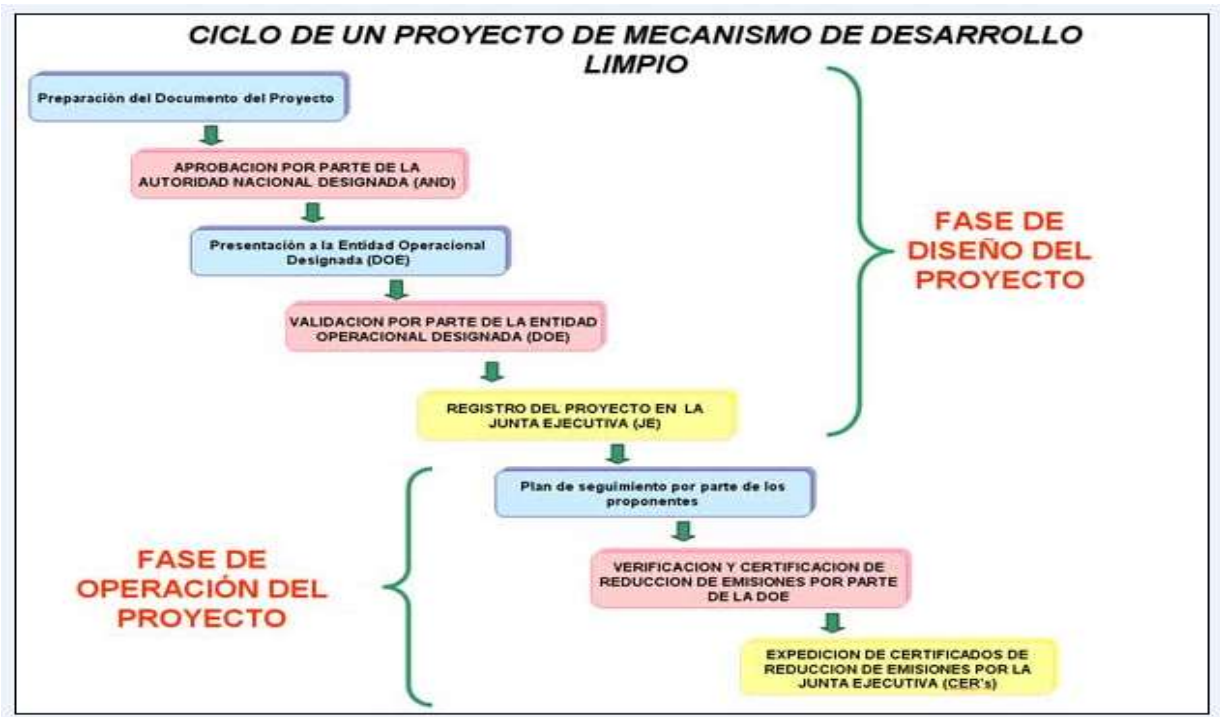 CICLO DE UN PROYECTO DE MECANISMO DE DESARROLLO
LIMPIO
Preparación del Documento del Proyecto
APROBACION POR PARTE DE LA
AUTORIDAD NACIONAL DESIGNADA (AND)
Presentación a la Entidad Operacional
Designada (DOE)
VALIDACION POR PARTE DE LA ENTIDAD
OPERACIONAL DESIGNADA (DOE)
REGISTRO DEL PROYECTO EN LA
JUNTA EJECUTIVA (JE)
FASE DE
DISEÑO DEL
PROYECTO
Plan de seguimiento por parte de los
proponentes
VERIFICACION Y CERTIFICACION DE
REDUCCION DE EMISIONES POR PARTE
DE LA DOE
EXPEDICION DE CERTIFICADOS DE
REDUCCION DE EMISIONES POR LA
JUNTA EJECUTIVA (CER's)
FASE DE
OPERACIÓN DEL
PROYECTO